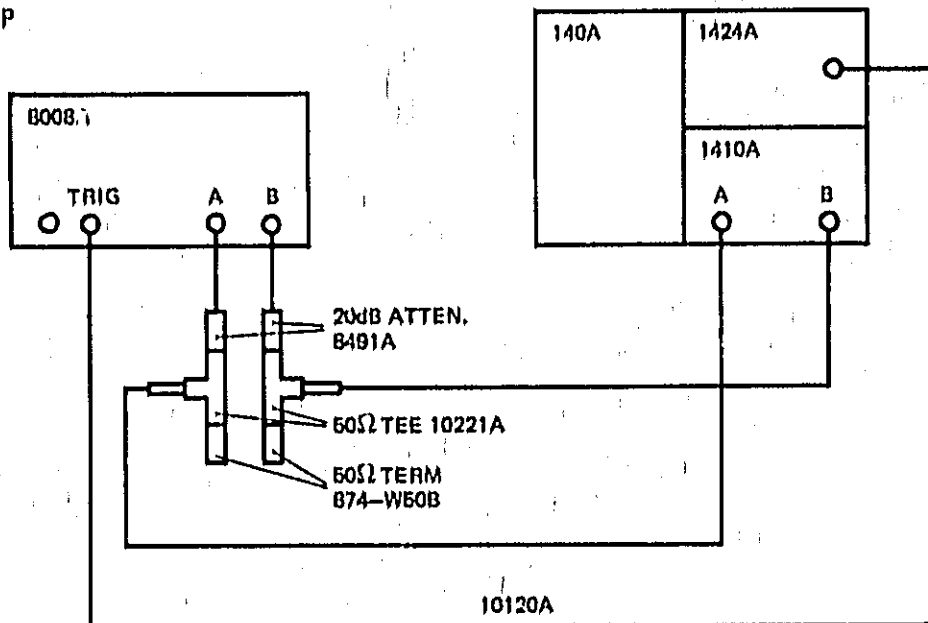 p
140A
1424A
8008A
1410A
TRIG
A
B
A
B
20dB ATTEN.
8491A
50Ω TEE 10221A
50Ω TERM
874–W50B
10120A